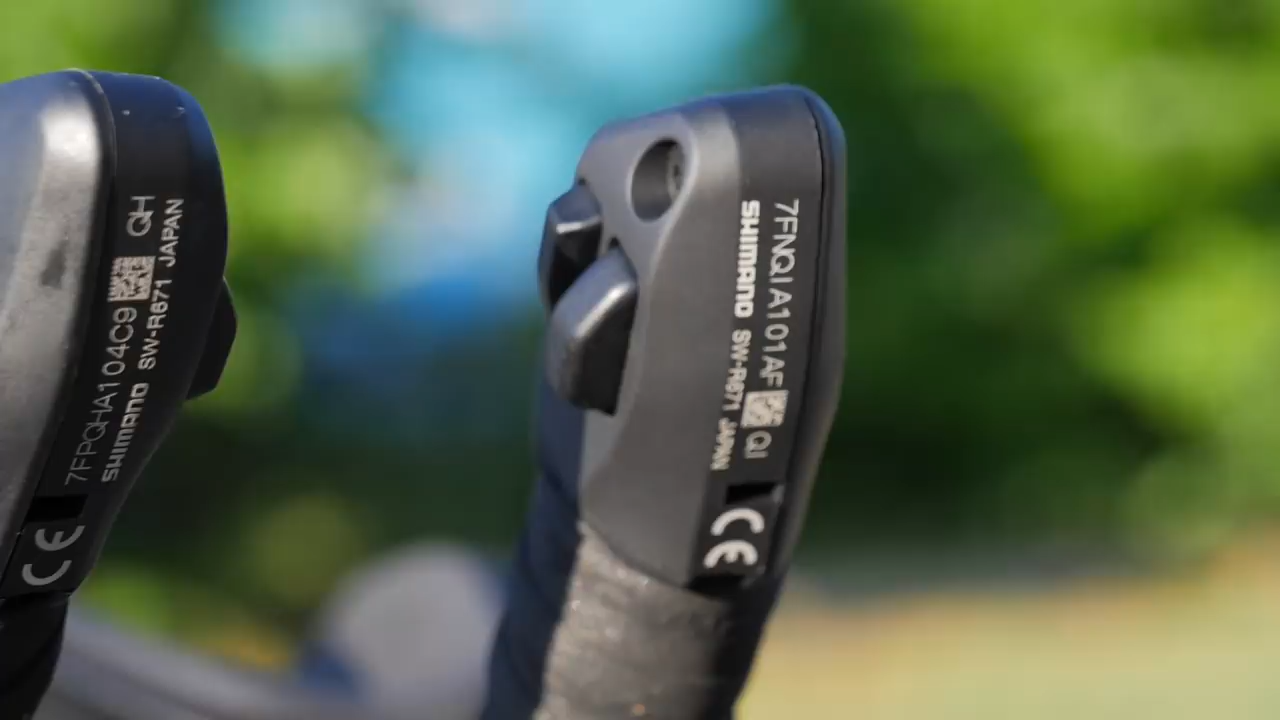 7FPQHA104C9 QH
SHIMANO SW-R671 JAPAN
CE
7FNQIA101AF QI
SHIMANO SW-R671 JAPAN
CE